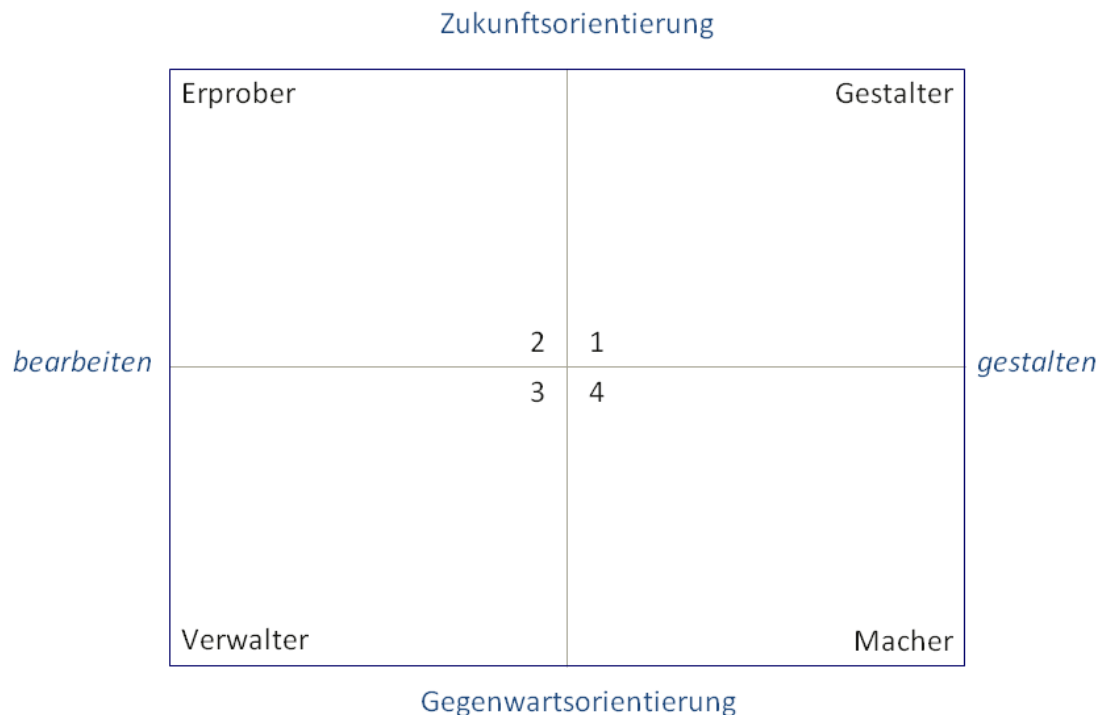 Zukunftsorientierung
Erprober
Gestalter
2
1
bearbeiten
gestalten
3
4
Verwalter
Macher
Gegenwartsorientierung